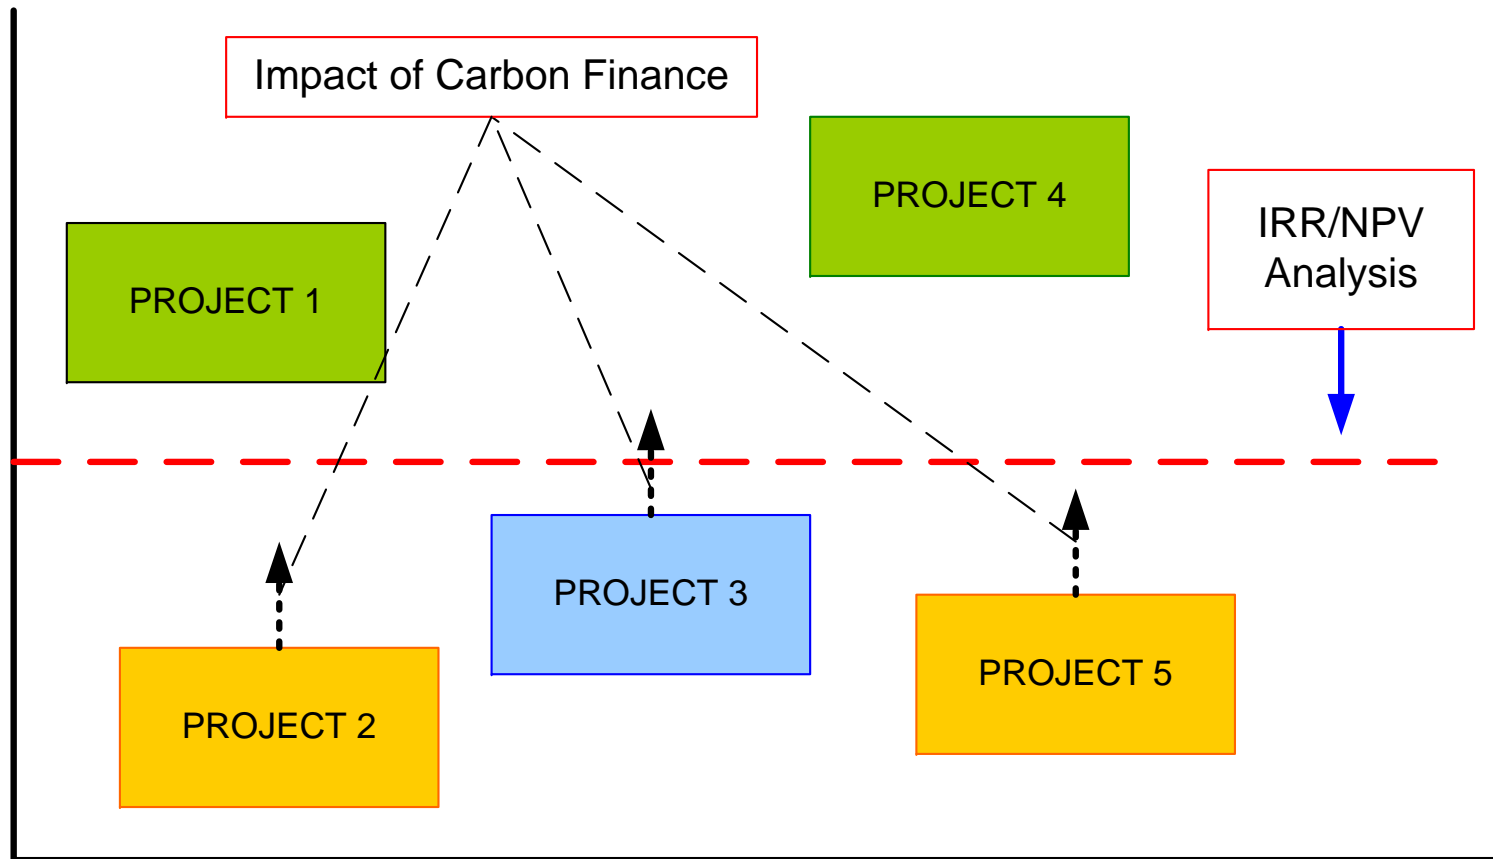 Impact of Carbon Finance
PROJECT 4
IRR/NPV
Analysis
PROJECT 1
PROJECT 3
PROJECT 5
PROJECT 2